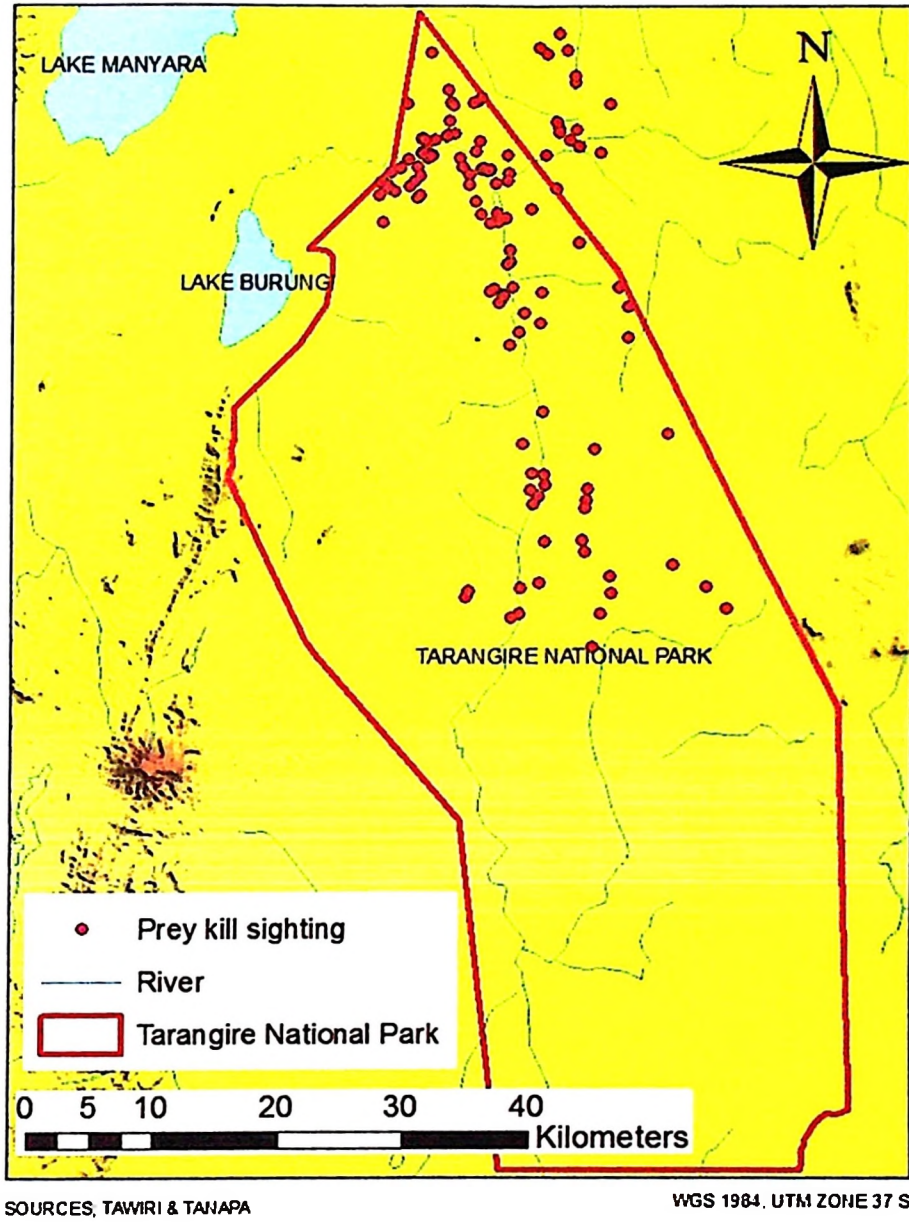 LAKE MANYARA
N
LAKE BURUNG
TARANGIRE NATIONAL PARK
Prey kill sighting
River
Tarangire National Park
0 5 10 20 30 40
Kilometers
SOURCES, TAWIRI & TANAPA
WGS 1984. UTM ZONE 37 S